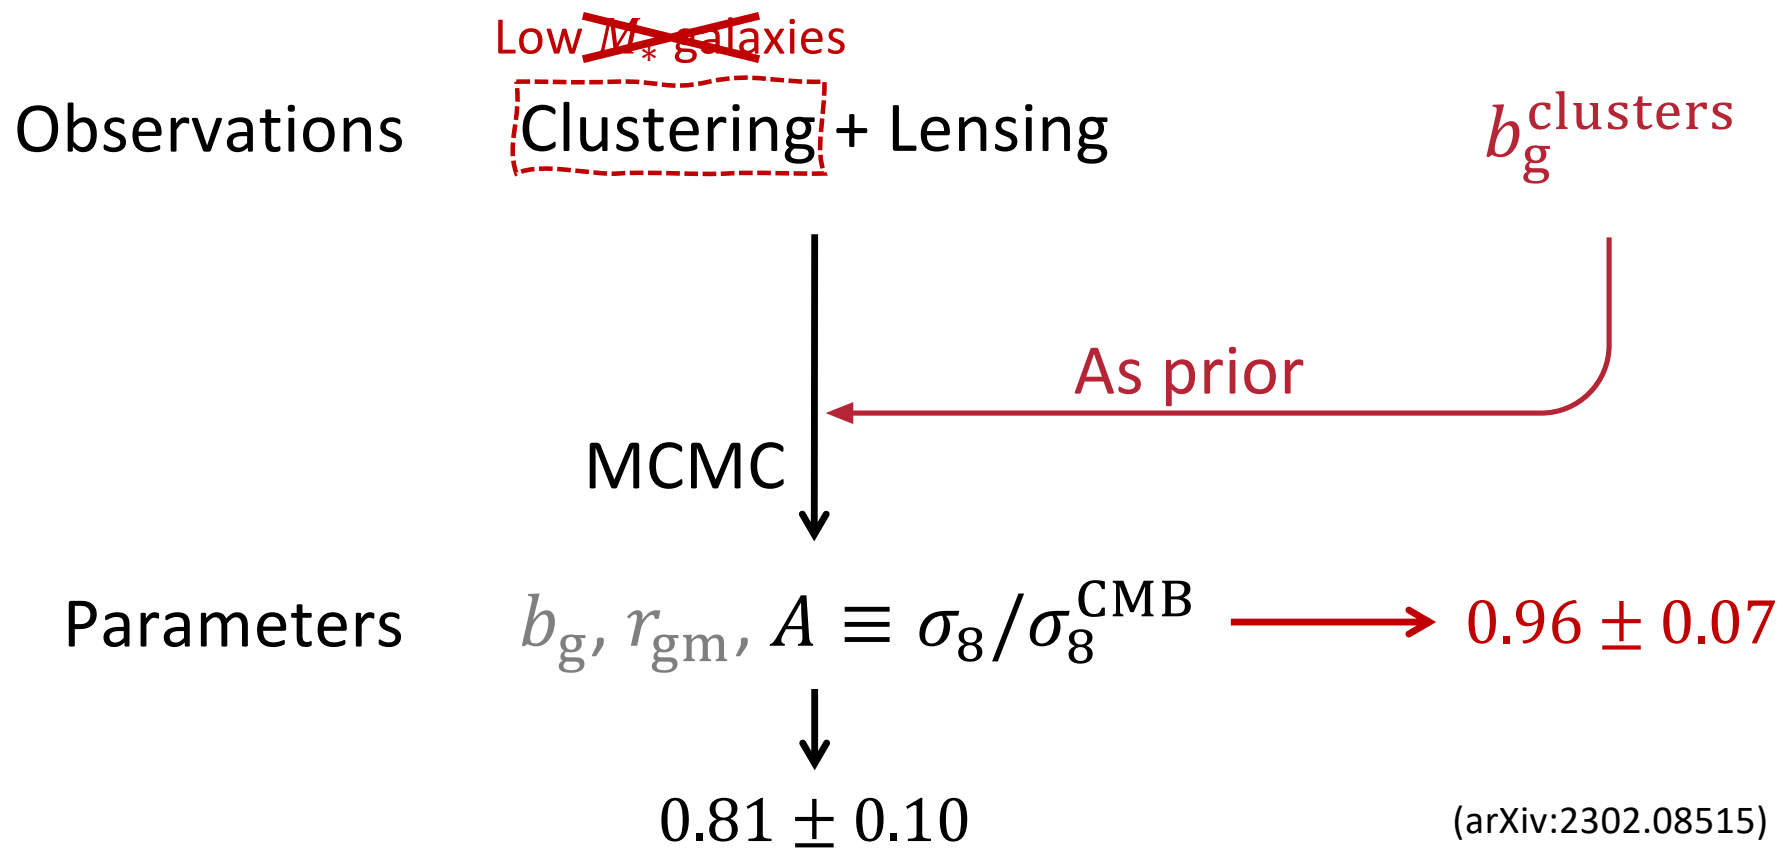 Low M* galaxies
Observations Clustering + Lensing b_g^clusters
As prior
MCMC
Parameters b_g, r_gm, A ≡ σ_8/σ_8^CMB 0.96 ± 0.07
0.81 ± 0.10
(arXiv:2302.08515)